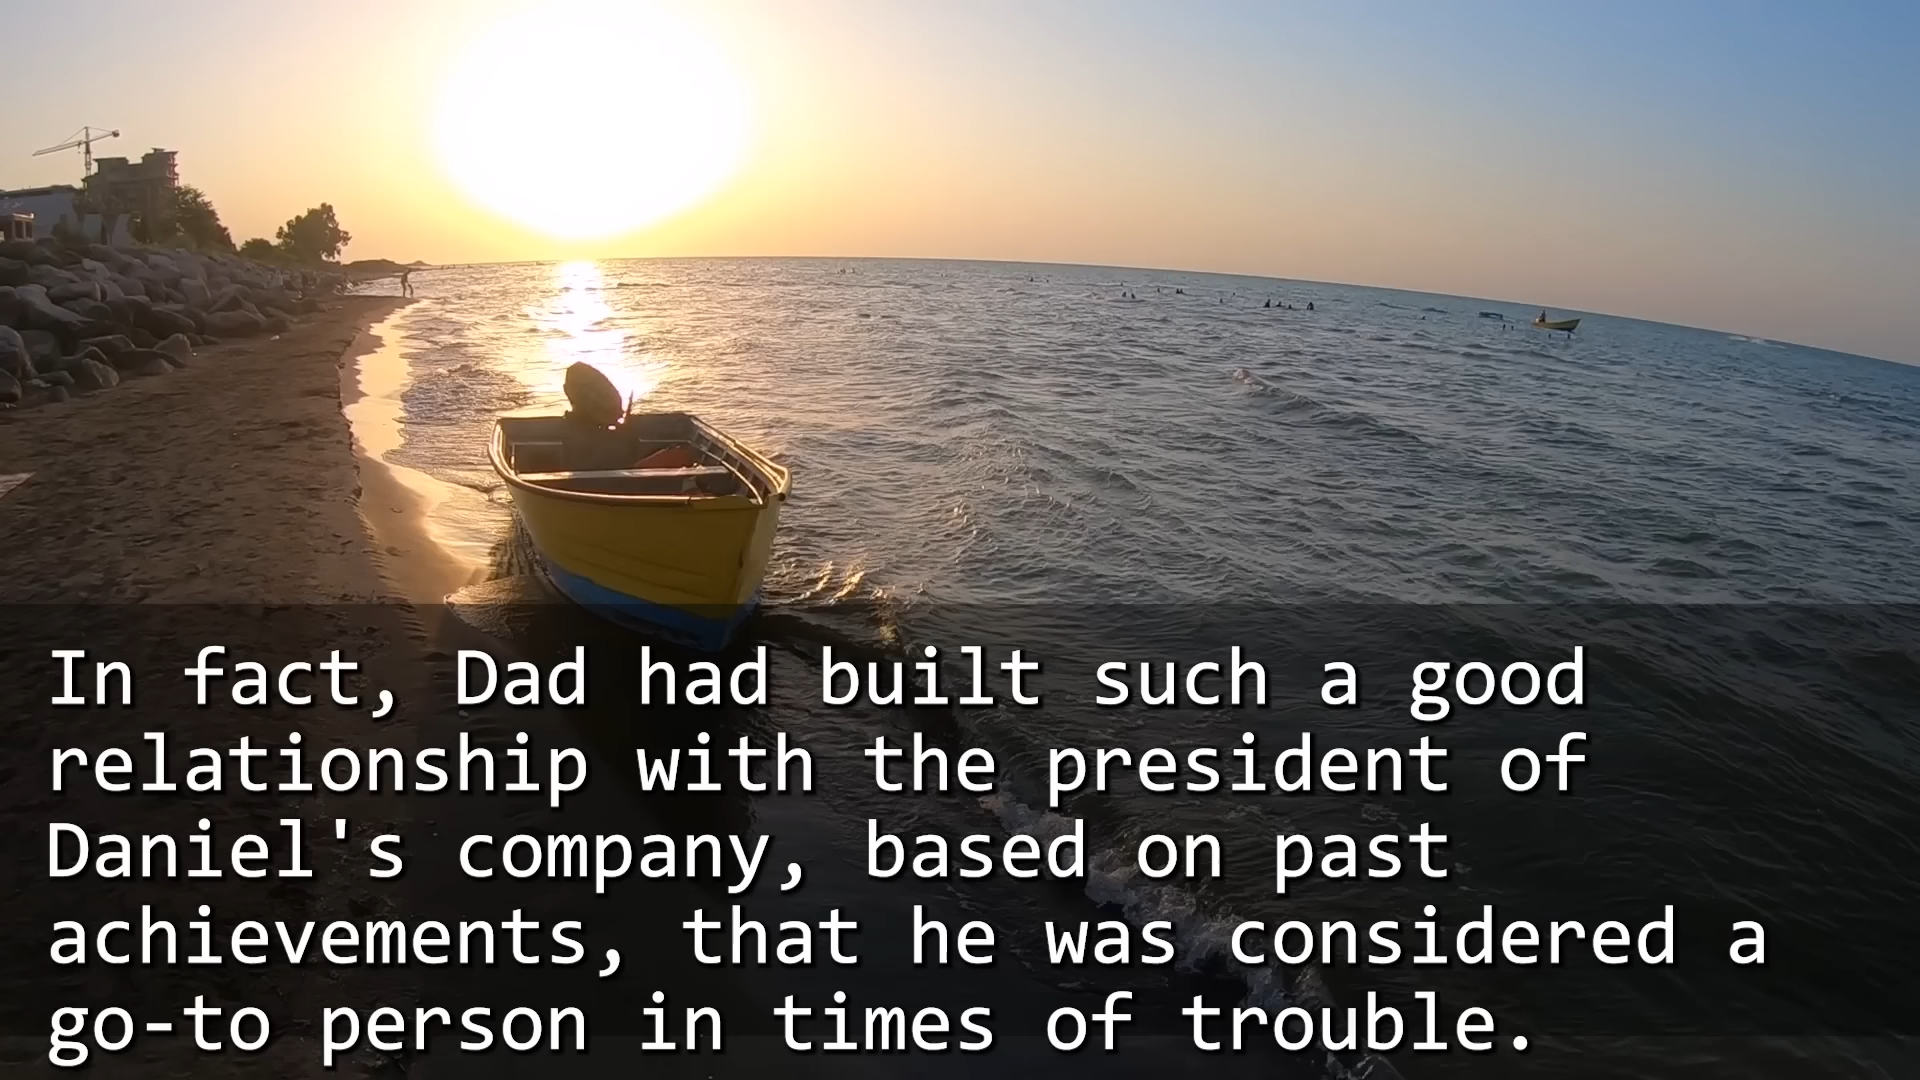 In fact, Dad had built such a good
relationship with the president of
Daniel's company, based on past
achievements, that he was considered a
go-to person in times of trouble.